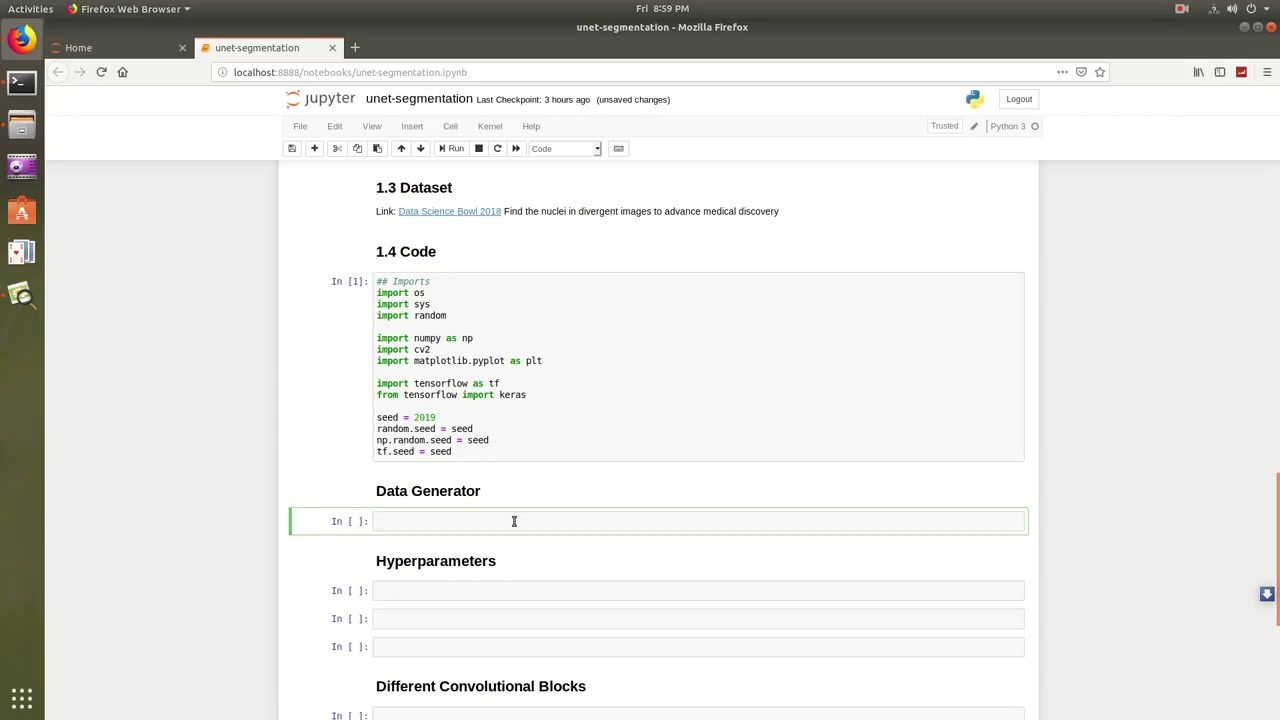 Activities Firefox Web Browser Fri 8:59 PM
unet-segmentation - Mozilla Firefox
Home unet-segmentation
localhost:8888/notebooks/unet-segmentation.ipynb
jupyter unet-segmentation Last Checkpoint: 3 hours ago (unsaved changes) Logout
File Edit View Insert Cell Kernel Help Trusted Python 3
Run Code
1.3 Dataset
Link: Data Science Bowl 2018 Find the nuclei in divergent images to advance medical discovery
1.4 Code
In [1]: ## Imports
import os
import sys
import random
import numpy as np
import cv2
import matplotlib.pyplot as plt
import tensorflow as tf
from tensorflow import keras
seed = 2019
random.seed = seed
np.random.seed = seed
tf.seed = seed
Data Generator
In [ ]:
Hyperparameters
In [ ]:
In [ ]:
In [ ]:
Different Convolutional Blocks
In [ ]: